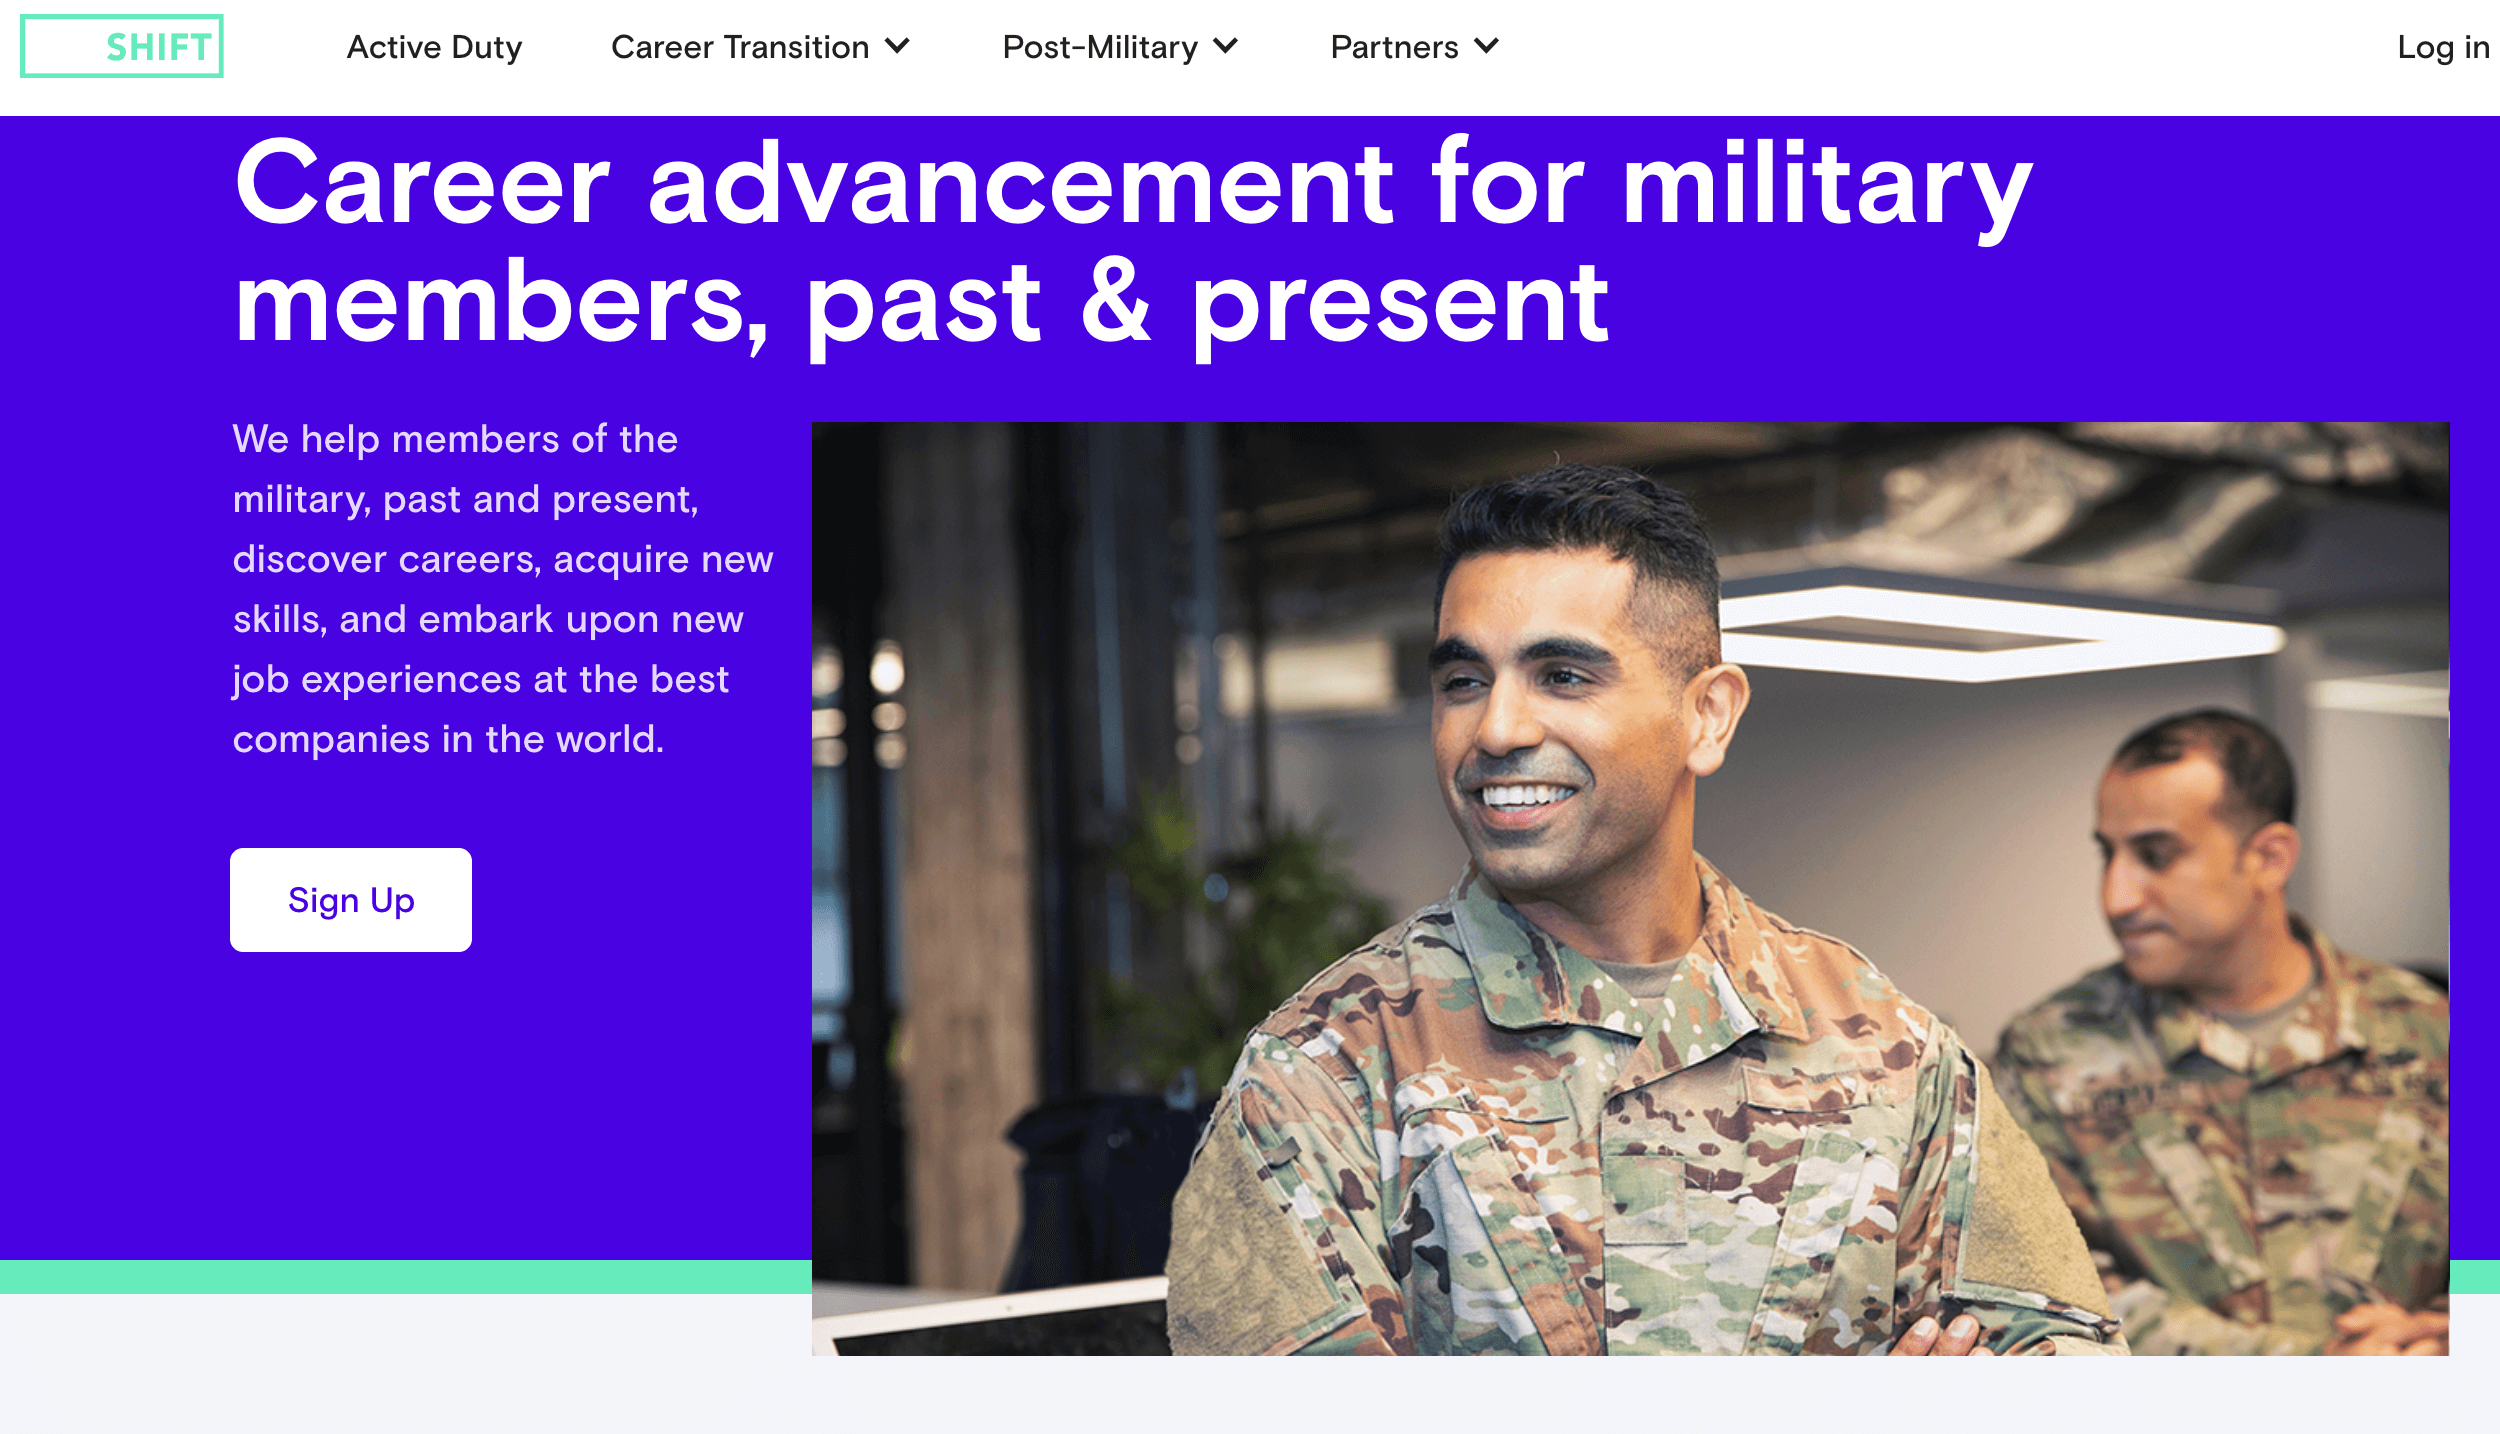 SHIFT
Active Duty
Career Transition
Post-Military
Partners
Log in
Career advancement for military
members, past & present
We help members of the
military, past and present,
discover careers, acquire new
skills, and embark upon new
job experiences at the best
companies in the world.
Sign Up